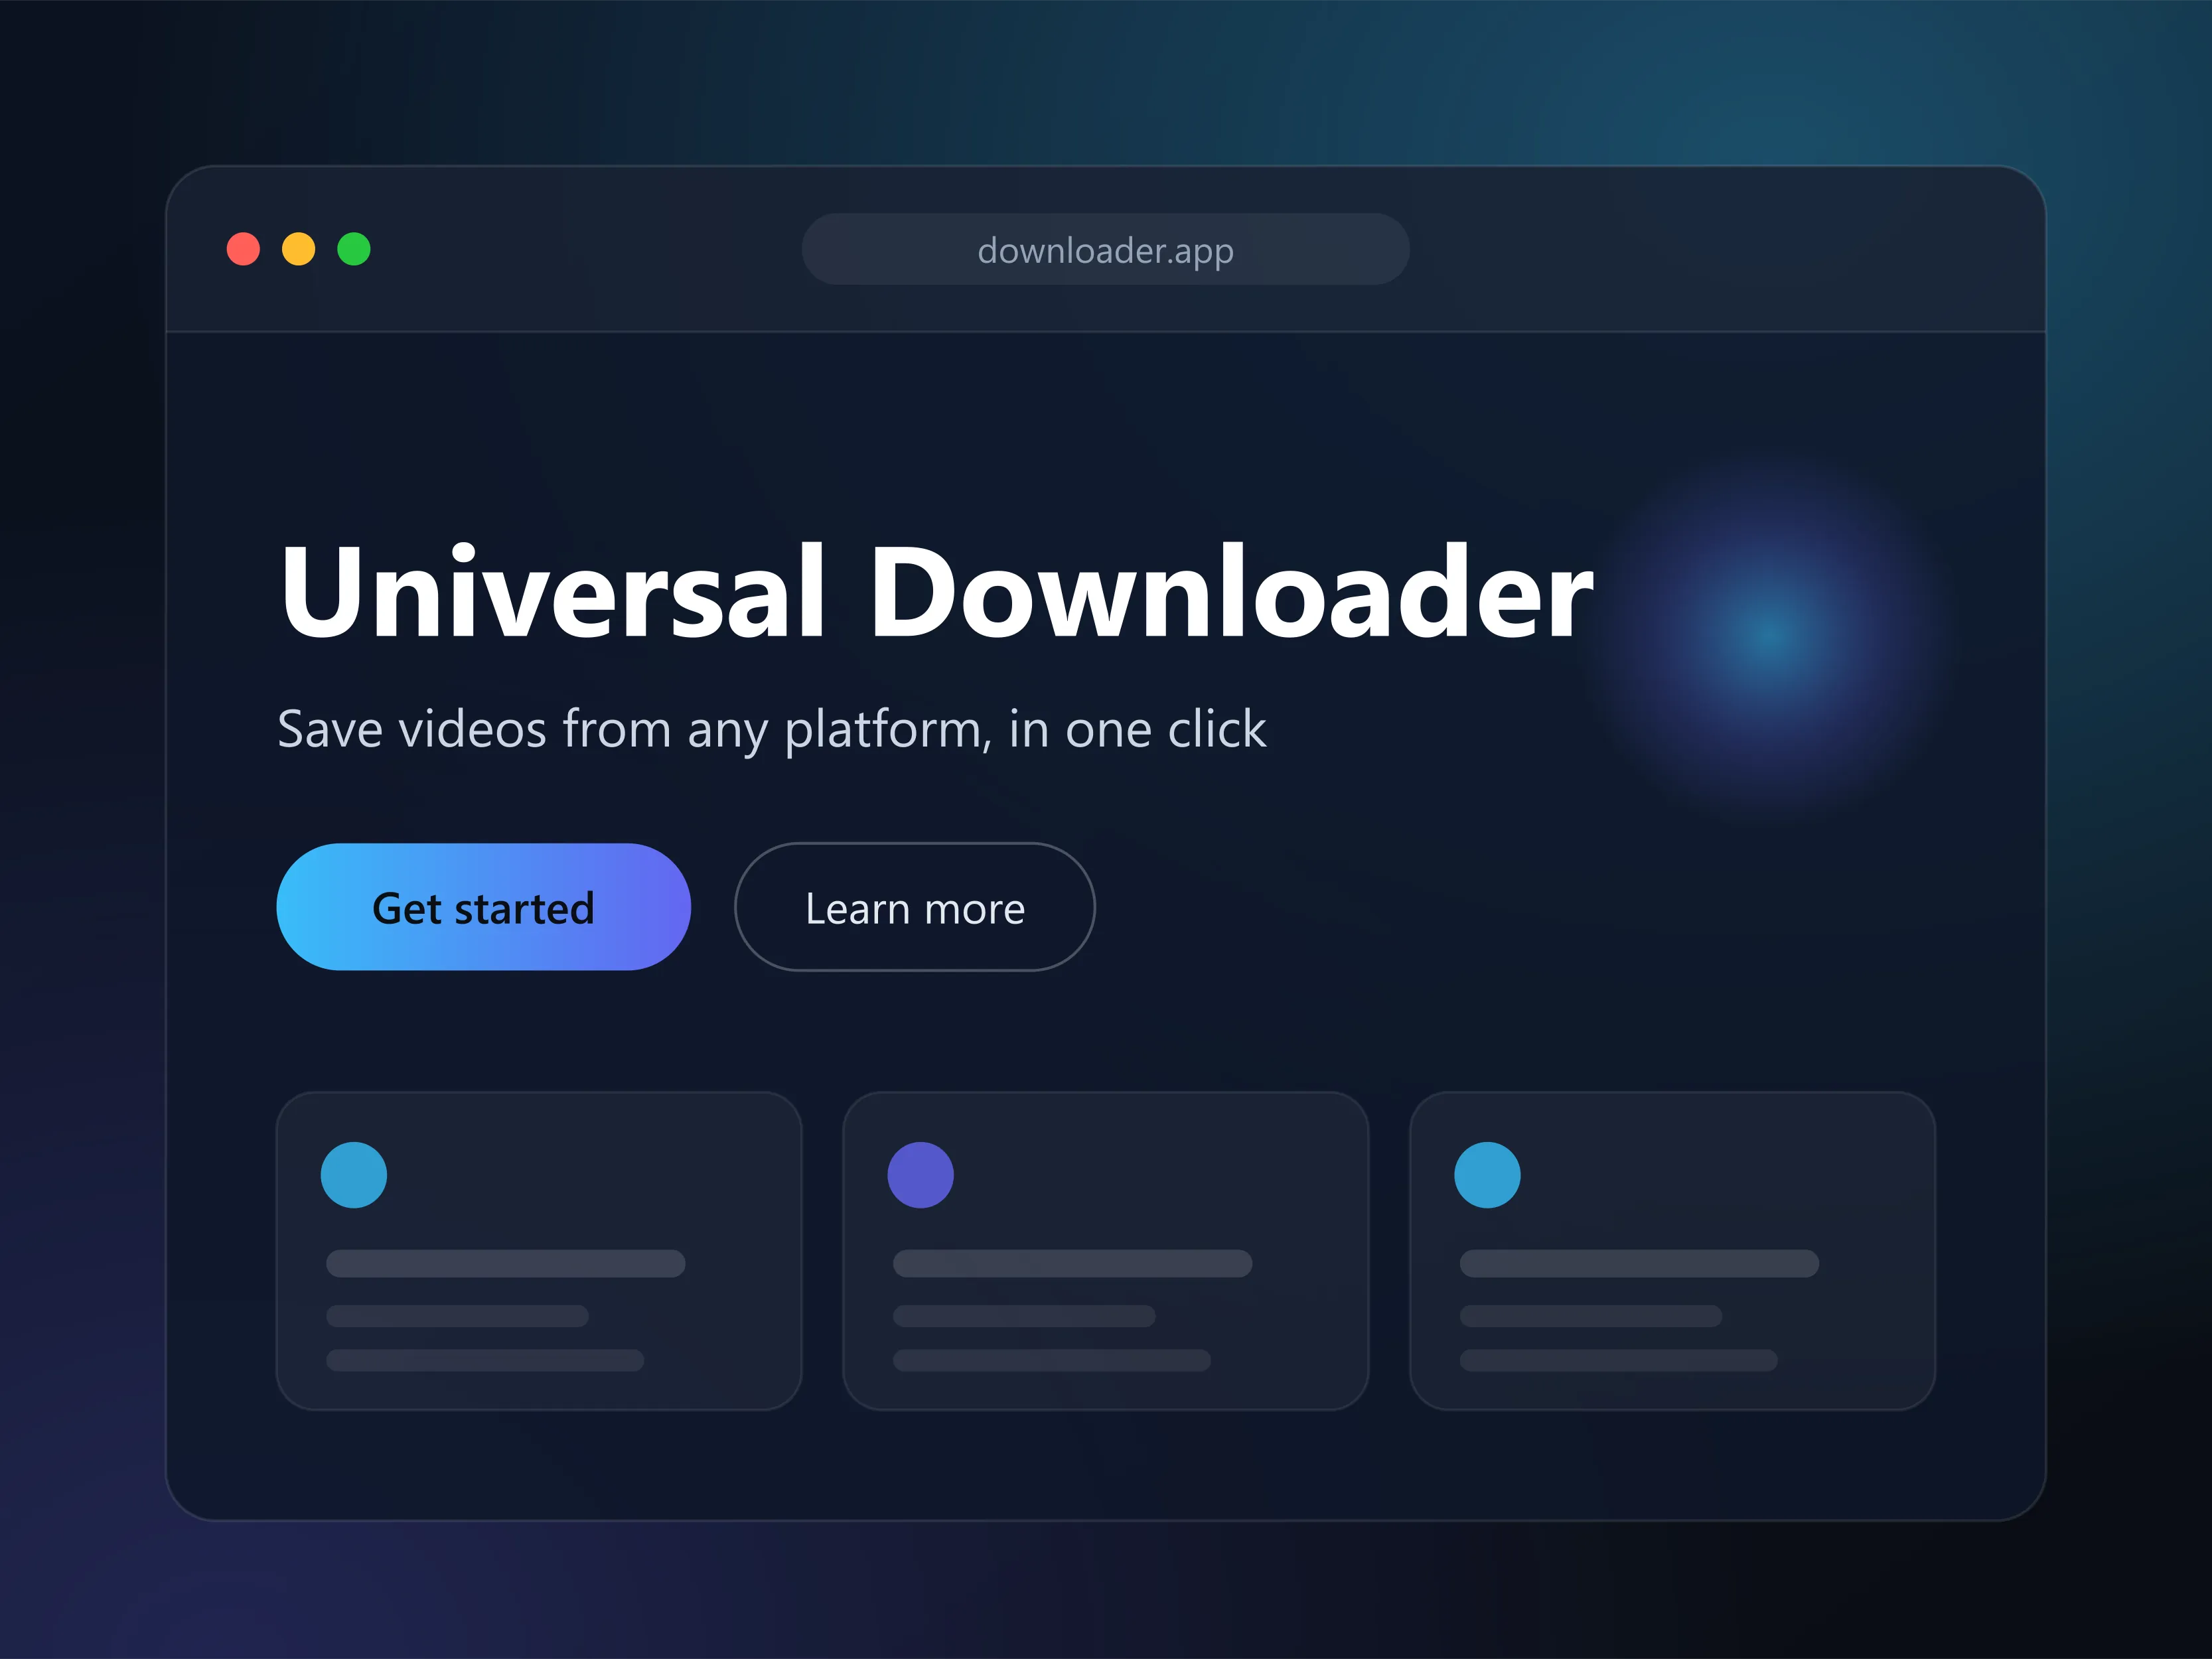 downloader.app
Universal Downloader
Save videos from any platform, in one click
Get started
Learn more